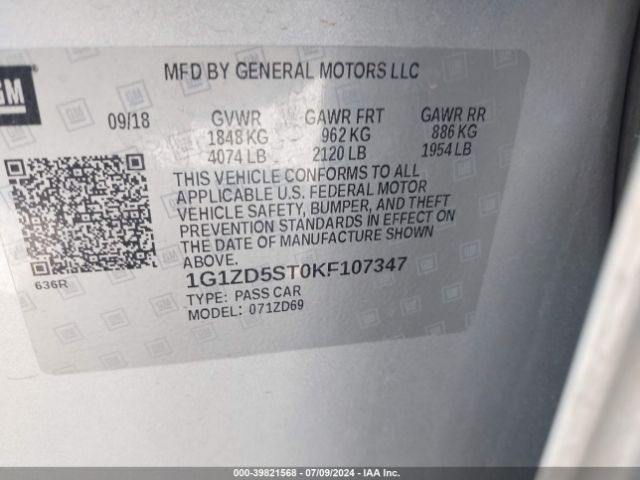 GM
MFD BY GENERAL MOTORS LLC
09/18 GVWR GAWR FRT GAWR RR
1848 KG 962 KG 886 KG
4074 LB 2120 LB 1954 LB
THIS VEHICLE CONFORMS TO ALL
APPLICABLE U.S. FEDERAL MOTOR
VEHICLE SAFETY, BUMPER, AND THEFT
PREVENTION STANDARDS IN EFFECT ON
THE DATE OF MANUFACTURE SHOWN
ABOVE.
636R
1G1ZD5ST0KF107347
TYPE: PASS CAR
MODEL: 071ZD69
000-39821568 | 07/09/2024 | IAA Inc.